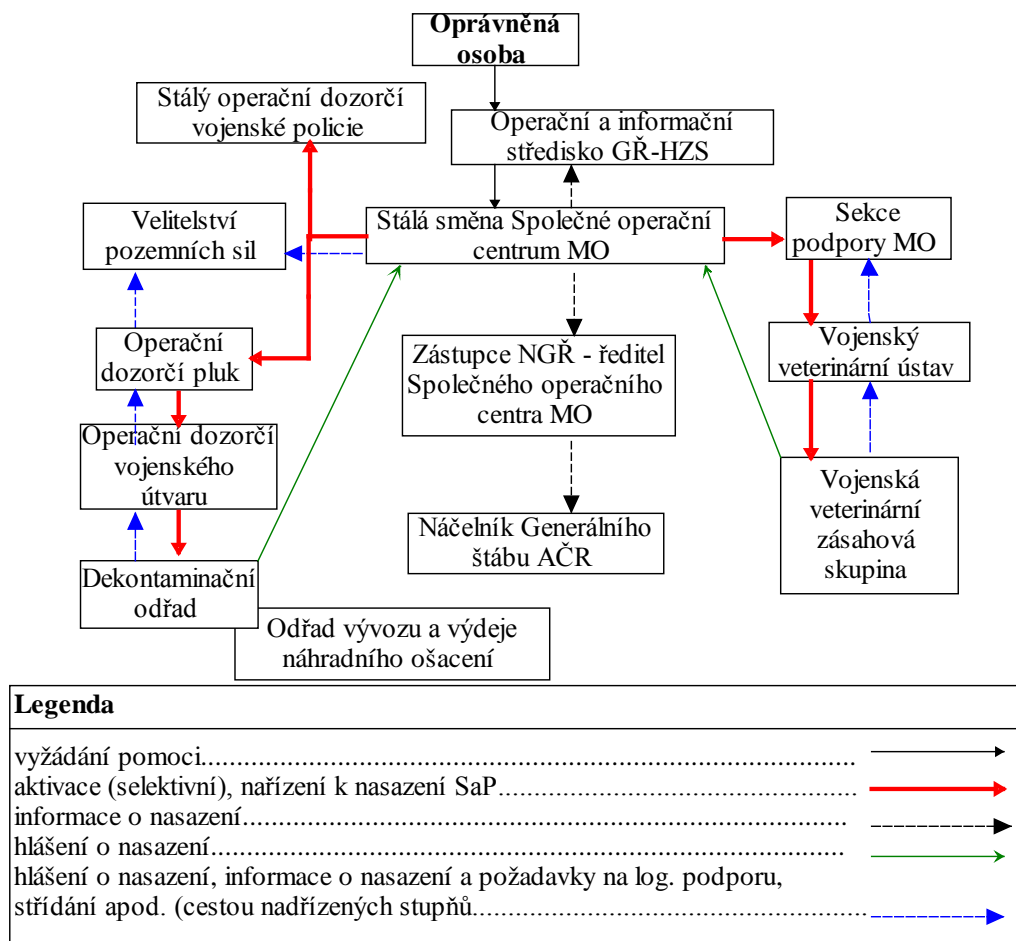 Oprávněná
osoba
Stálý operační dozorčí
vojenské policie
Operační a informační
středisko GŘ-HZS
Velitelství
pozemních sil
Stálá směna Společné operační
centrum MO
Sekce
podpory MO
Operační
dozorčí pluk
Zástupce NGŘ - ředitel
Společného operačního
centra MO
Vojenský
veterinární ústav
Operační dozorčí
vojenského
útvaru
Vojenská
veterinární
zásahová
skupina
Náčelník Generálního
štábu AČR
Dekontaminační
odřad
Odřad vývozu a výdeje
náhradního ošacení
Legenda
vyžádání pomoci
aktivace (selektivní), nařízení k nasazení SaP
informace o nasazení
hlášení o nasazení
hlášení o nasazení, informace o nasazení a požadavky na log. podporu,
střídání apod. (cestou nadřízených stupňů